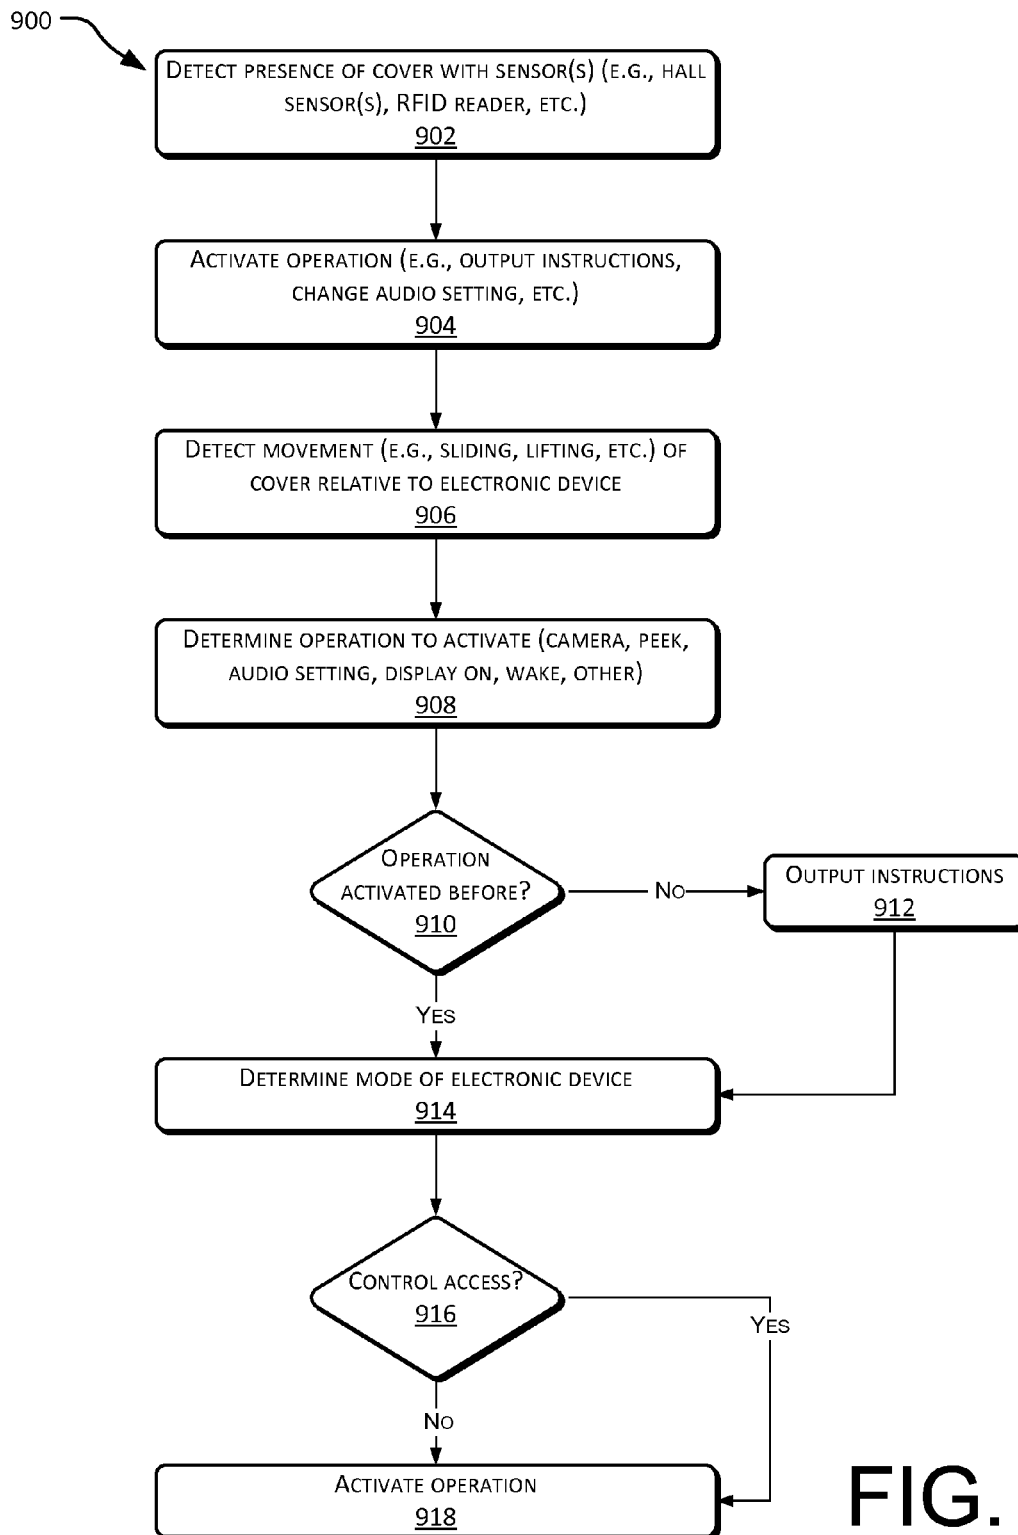 900
DETECT PRESENCE OF COVER WITH SENSOR(S) (E.G., HALL
SENSOR(S), RFID READER, ETC.)
902
ACTIVATE OPERATION (E.G., OUTPUT INSTRUCTIONS,
CHANGE AUDIO SETTING, ETC.)
904
DETECT MOVEMENT (E.G., SLIDING, LIFTING, ETC.) OF
COVER RELATIVE TO ELECTRONIC DEVICE
906
DETERMINE OPERATION TO ACTIVATE (CAMERA, PEEK,
AUDIO SETTING, DISPLAY ON, WAKE, OTHER)
908
OPERATION
ACTIVATED BEFORE?
910
NO
OUTPUT INSTRUCTIONS
912
YES
DETERMINE MODE OF ELECTRONIC DEVICE
914
CONTROL ACCESS?
916
YES
NO
ACTIVATE OPERATION
918
FIG.